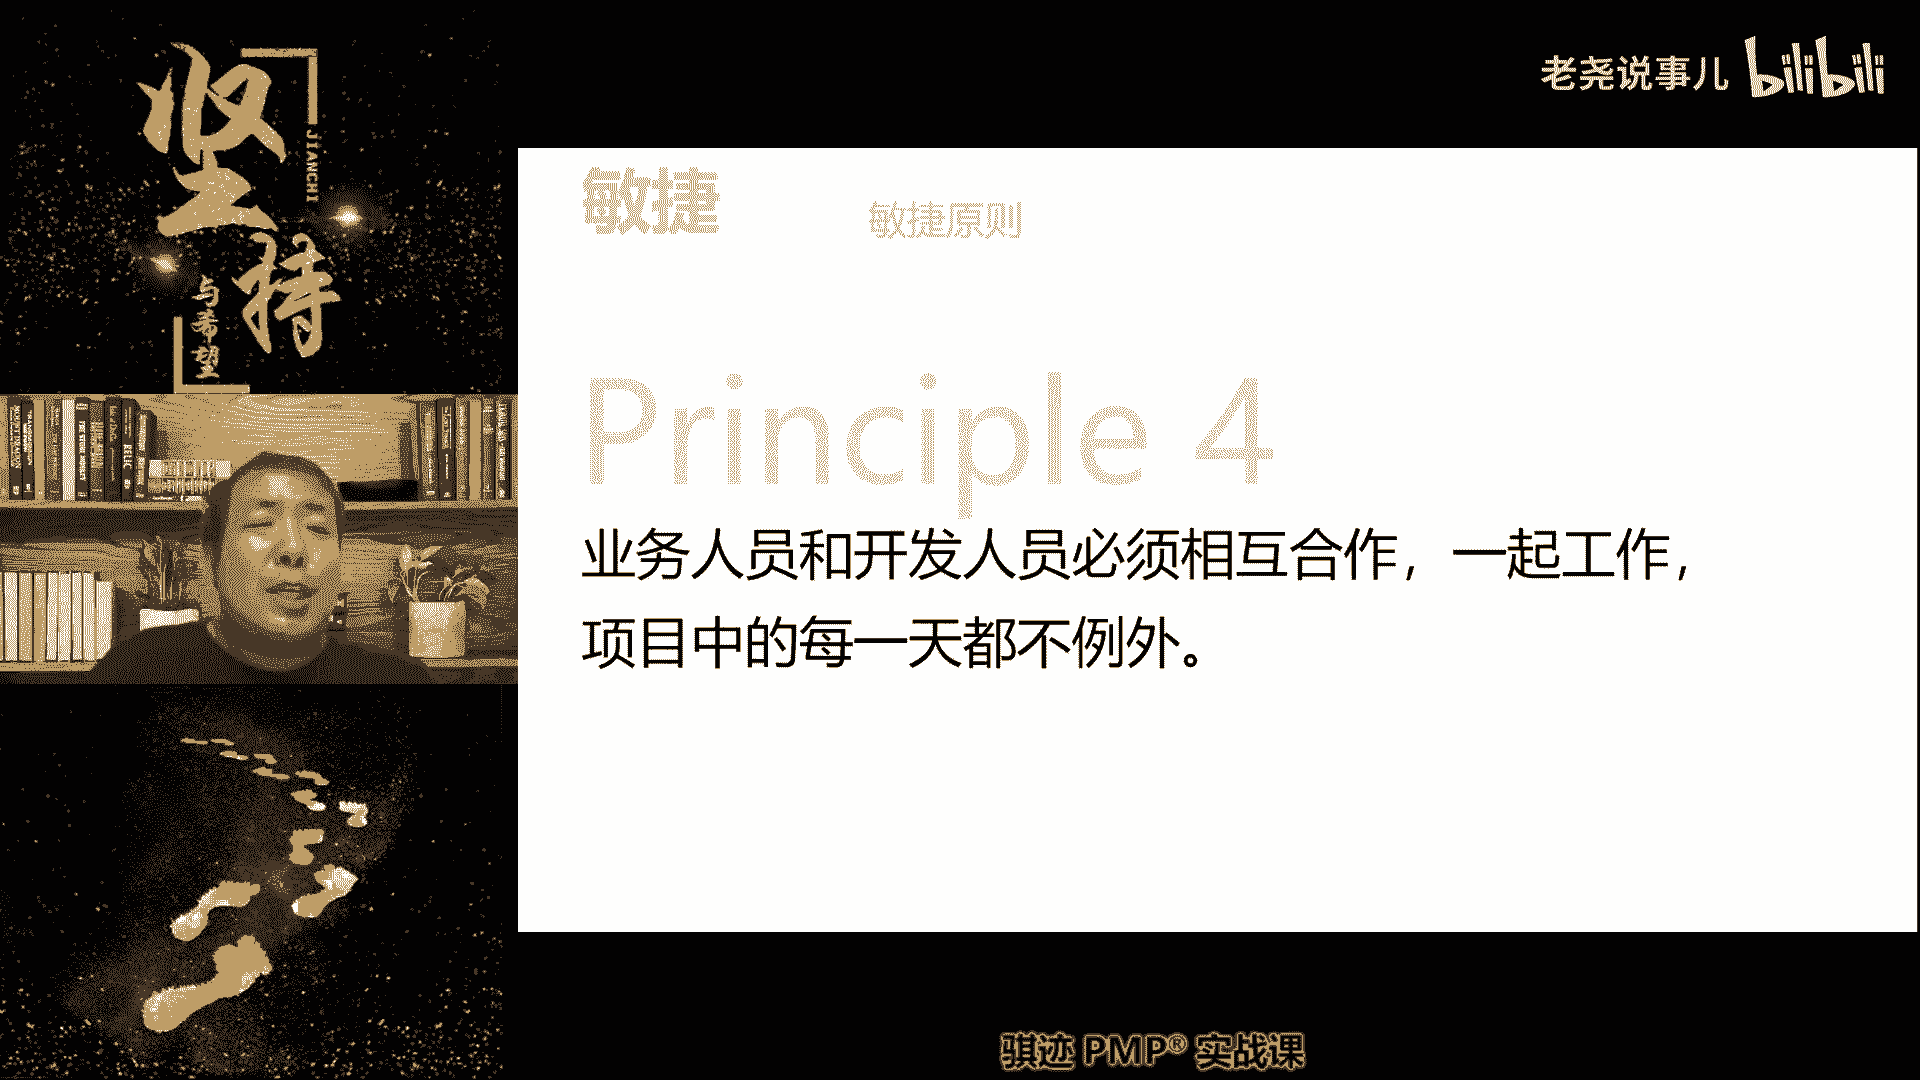 坚持
JIANCHI
与希望
老尧说事儿 bilibili
敏捷
敏捷原则
Principle 4
业务人员和开发人员必须相互合作，一起工作，
项目中的每一天都不例外。
骐迹 PMP® 实战课